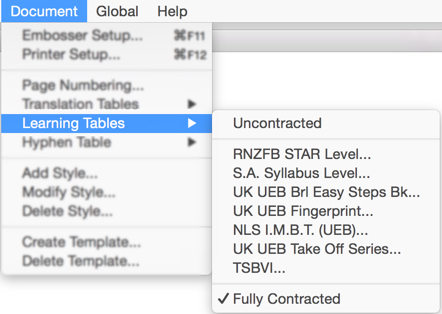 Document Global Help
Embosser Setup... ⌘F11
Printer Setup... ⌘F12
Page Numbering...
Translation Tables ▶
Learning Tables ▶
Hyphen Table ▶
Add Style...
Modify Style...
Delete Style...
Create Template...
Delete Template...
Uncontracted
RNZFB STAR Level...
S.A. Syllabus Level...
UK UEB Brl Easy Steps Bk...
UK UEB Fingerprint...
NLS I.M.B.T. (UEB)...
UK UEB Take Off Series...
TSBVI...
✓ Fully Contracted